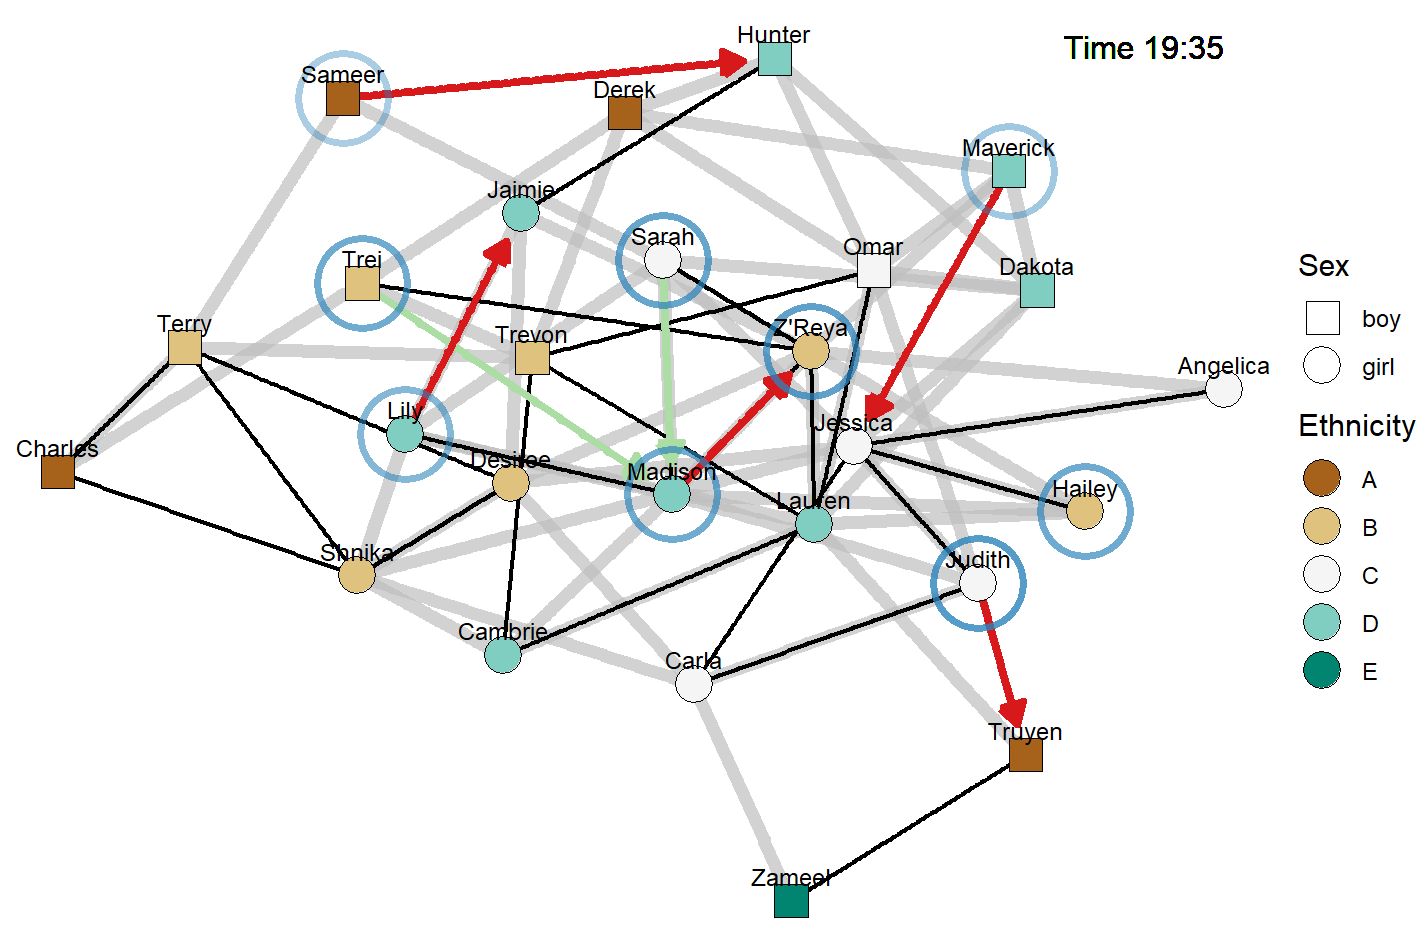 Hunter
Time 19:35
Sameer
Derek
Maverick
Jaimie
Sarah
Omar
Trei
Dakota
Sex
boy
girl
Terry
Trevon
Z'Reya
Angelica
Lily
Jessica
Ethnicity
Charles
Desiree
Madison
A
Lauren
Hailey
B
Shnika
Judith
C
Cambrie
D
Carla
E
Truyen
Zameel